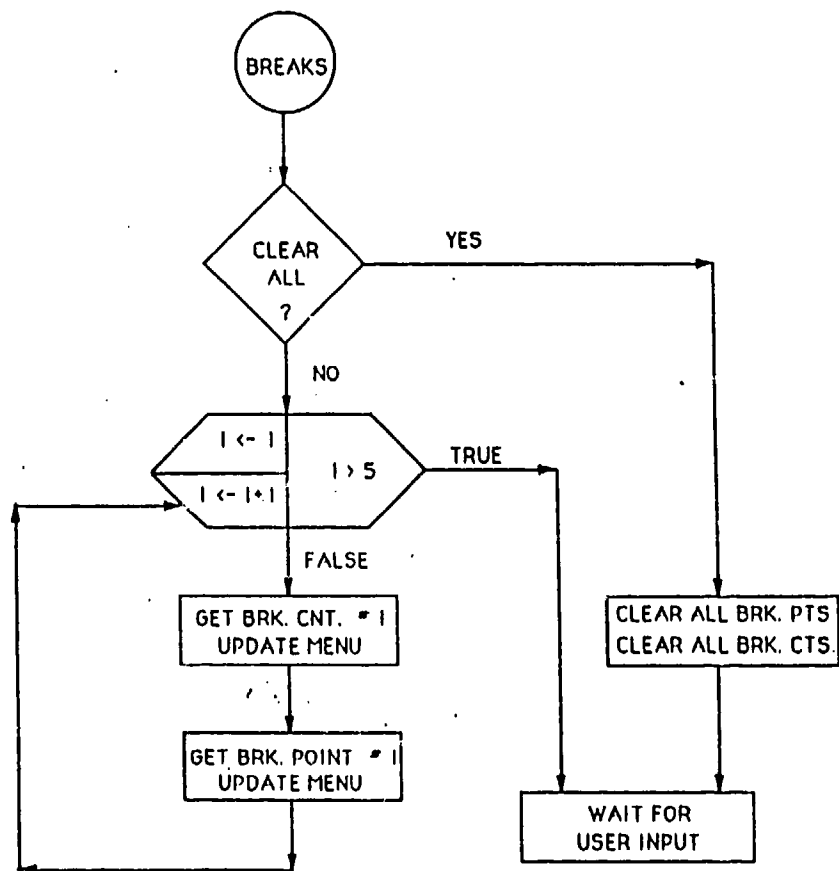 BREAKS
CLEAR
ALL
?
YES
NO
I <- 1
I <- I+1
I > 5
TRUE
FALSE
GET BRK. CNT. # I
UPDATE MENU
GET BRK. POINT # I
UPDATE MENU
CLEAR ALL BRK. PTS
CLEAR ALL BRK. CTS.
WAIT FOR
USER INPUT